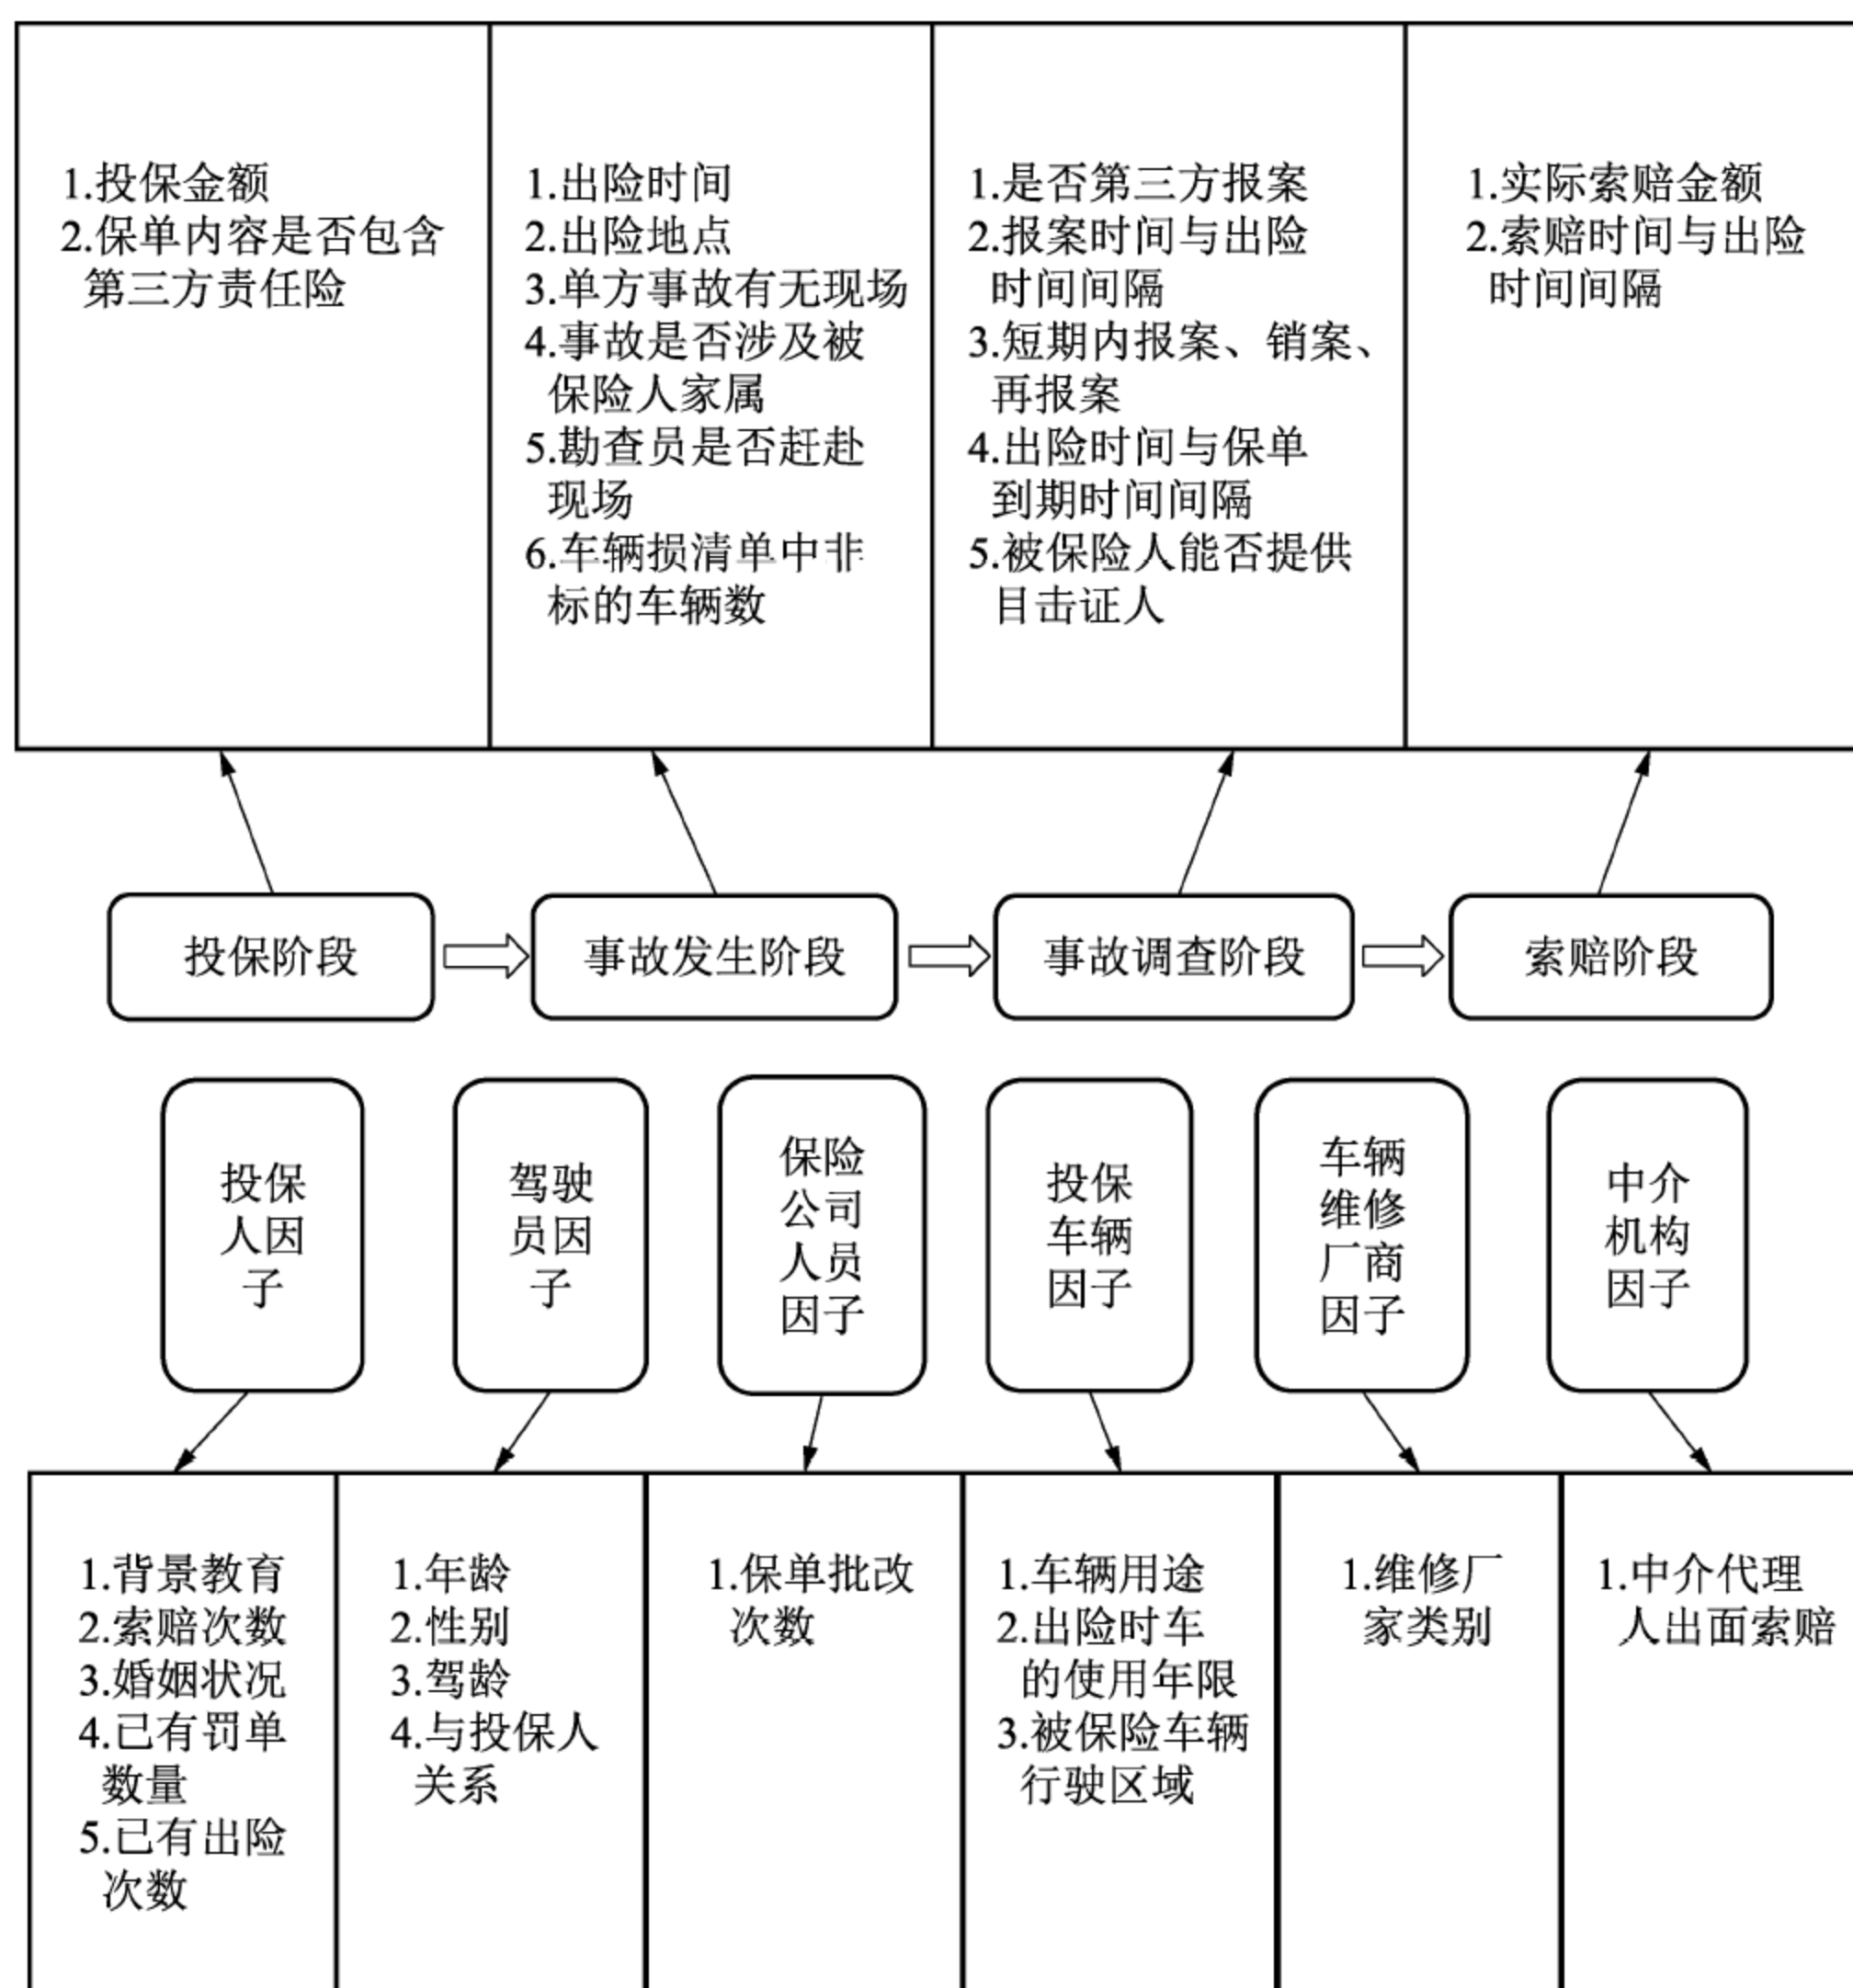 1.投保金额
2.保单内容是否包含
第三方责任险
1.出险时间
2.出险地点
3.单方事故有无现场
4.事故是否涉及被
保险人家属
5.勘查员是否赶赴
现场
6.车辆损清单中非
标的车辆数
1.是否第三方报案
2.报案时间与出险
时间间隔
3.短期内报案、销案、
再报案
4.出险时间与保单
到期时间间隔
5.被保险人能否提供
目击证人
1.实际索赔金额
2.索赔时间与出险
时间间隔
投保阶段
事故发生阶段
事故调查阶段
索赔阶段
投保
人因
子
驾驶
员因
子
保险
公司
人员
因子
投保
车辆
因子
车辆
维修
厂商
因子
中介
机构
因子
1.背景教育
2.索赔次数
3.婚姻状况
4.已有罚单
数量
5.已有出险
次数
1.年龄
2.性别
3.驾龄
4.与投保人
关系
1.保单批改
次数
1.车辆用途
2.出险时车
的使用年限
3.被保险车辆
行驶区域
1.维修厂
家类别
1.中介代理
人出面索赔